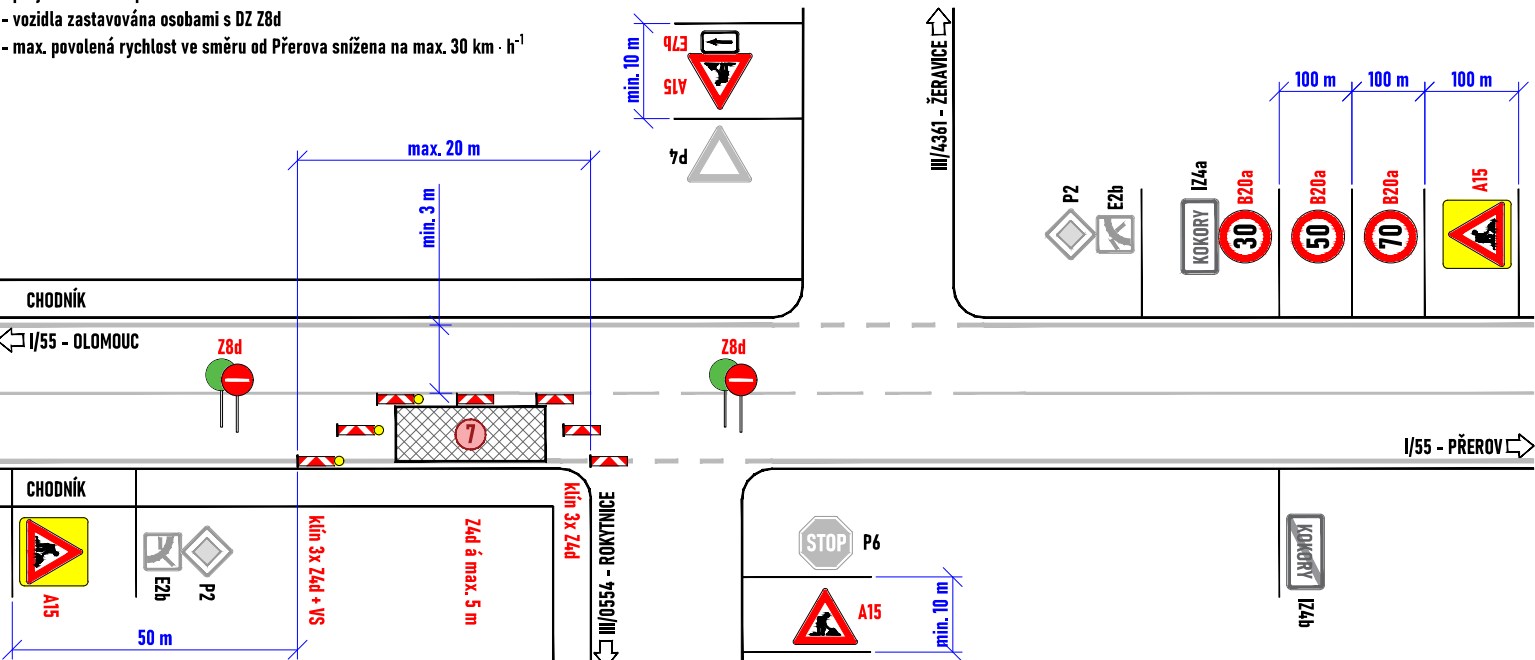 - vozidla zastavována osobami s DZ Z8d
- max. povolená rychlost ve směru od Přerova snížena na max. 30 km · h⁻¹
E7b
A15
min. 10 m
P4
III/4361 - ŽERAVICE
100 m
100 m
100 m
max. 20 m
min. 3 m
P2
E2b
IZ4a
KOKORY
B20a
30
B20a
50
B20a
70
A15
CHODNÍK
I/55 - OLOMOUC
Z8d
Z8d
7
I/55 - PŘEROV
CHODNÍK
A15
E2b
P2
klín 3x Z4d + VS
Z4d á max. 5 m
klín 3x Z4d
III/0554 - ROKYTNICE
STOP
P6
A15
min. 10 m
KOKORY
IZ4b
50 m